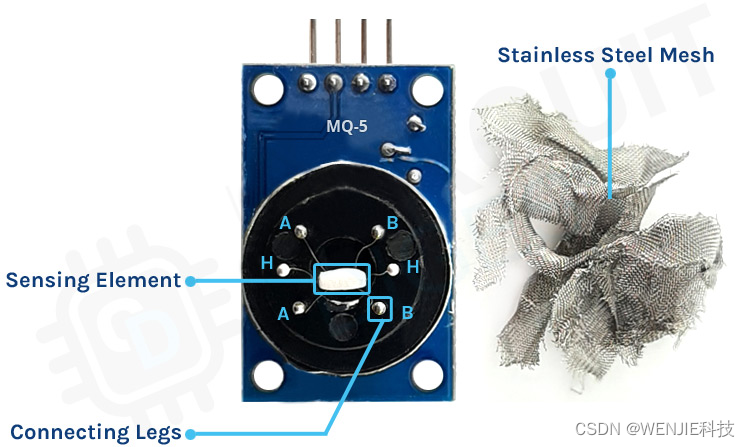 Stainless Steel Mesh
MQ-5
A B
H H
Sensing Element
A B
Connecting Legs
CSDN @WENJIE科技